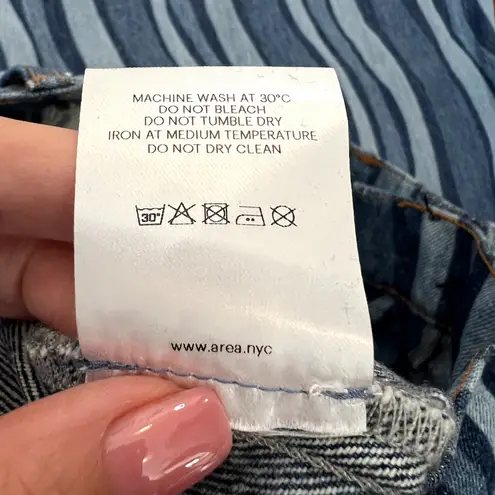 MACHINE WASH AT 30°C
DO NOT BLEACH
DO NOT TUMBLE DRY
IRON AT MEDIUM TEMPERATURE
DO NOT DRY CLEAN
30°
www.area.nyc